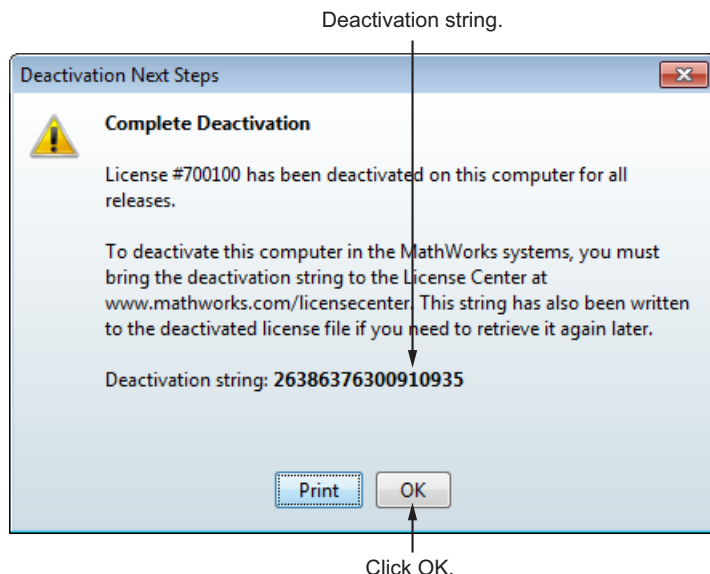 Deactivation string.
Deactivation Next Steps
Complete Deactivation
License #700100 has been deactivated on this computer for all
releases.
To deactivate this computer in the MathWorks systems, you must
bring the deactivation string to the License Center at
www.mathworks.com/licensecenter. This string has also been written
to the deactivated license file if you need to retrieve it again later.
Deactivation string: 26386376300910935
Print OK
Click OK.